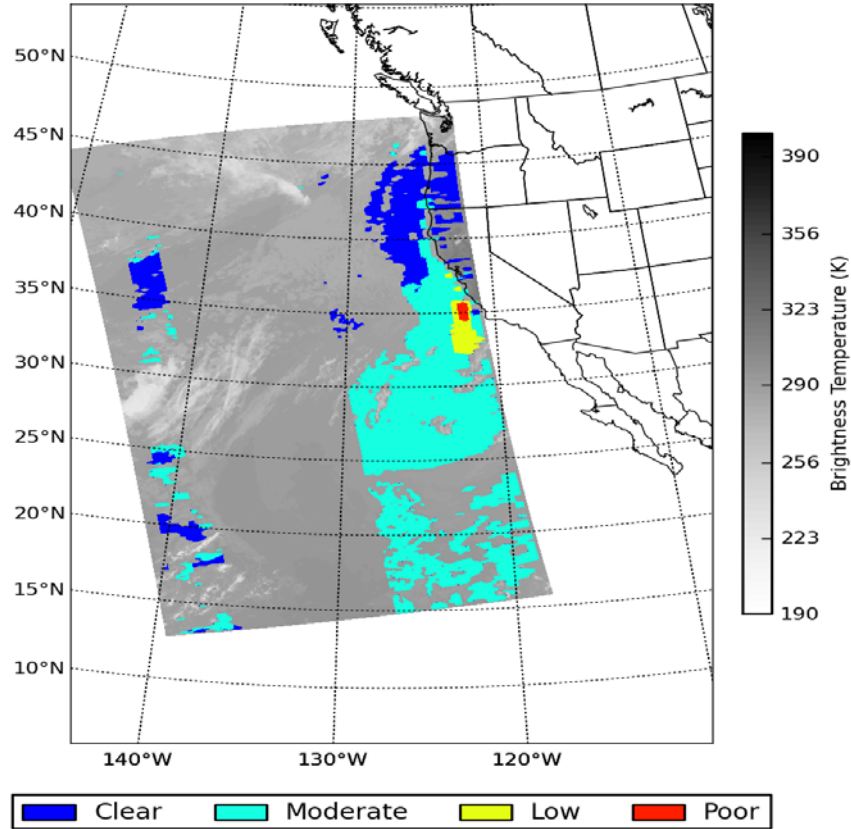 50°N
45°N
40°N
35°N
30°N
25°N
20°N
15°N
10°N
140°W 130°W 120°W
390
356
323
290
256
223
190
Brightness Temperature (K)
Clear Moderate Low Poor